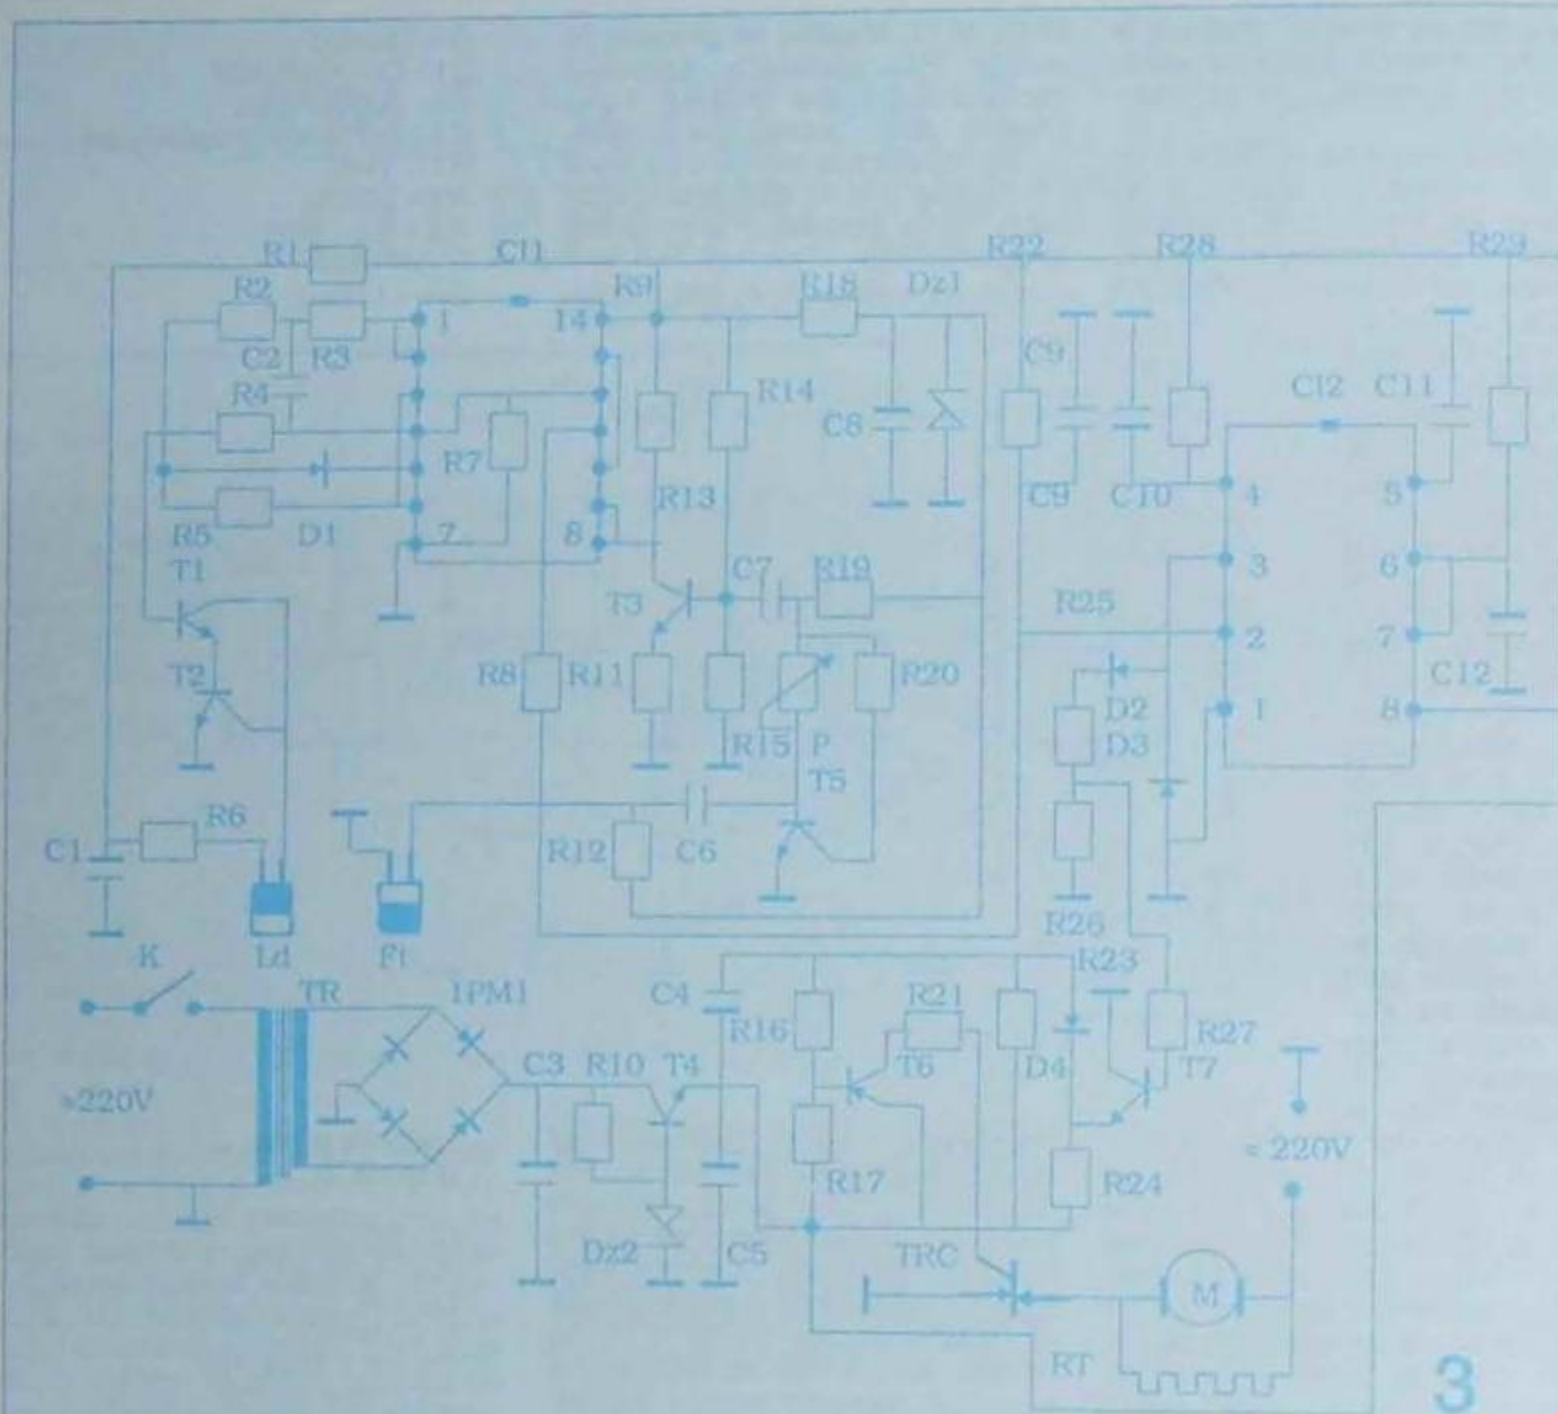 R1 CI1 R22 R28 R29
R2 R9 R18 Dz1
1 14
C2 R3 C9
R4 R14 CI2 C11
R7 C8
R13 C9 C10 4 5
R5 D1 7 8
T1 C7 R19 3 6
T3 R25
2 7
T2 R8 R11 R20 C12
D2 1 8
R15 P D3
T5
R6
C1 R12 C6
R26
K Ld Ft R23
TR 1PM1 C4 R21
R16 R27
C3 R10 T4 T6 D4 T7
≈220V
≈ 220V
R17 R24
Dz2 C5 TRC
M
RT
3